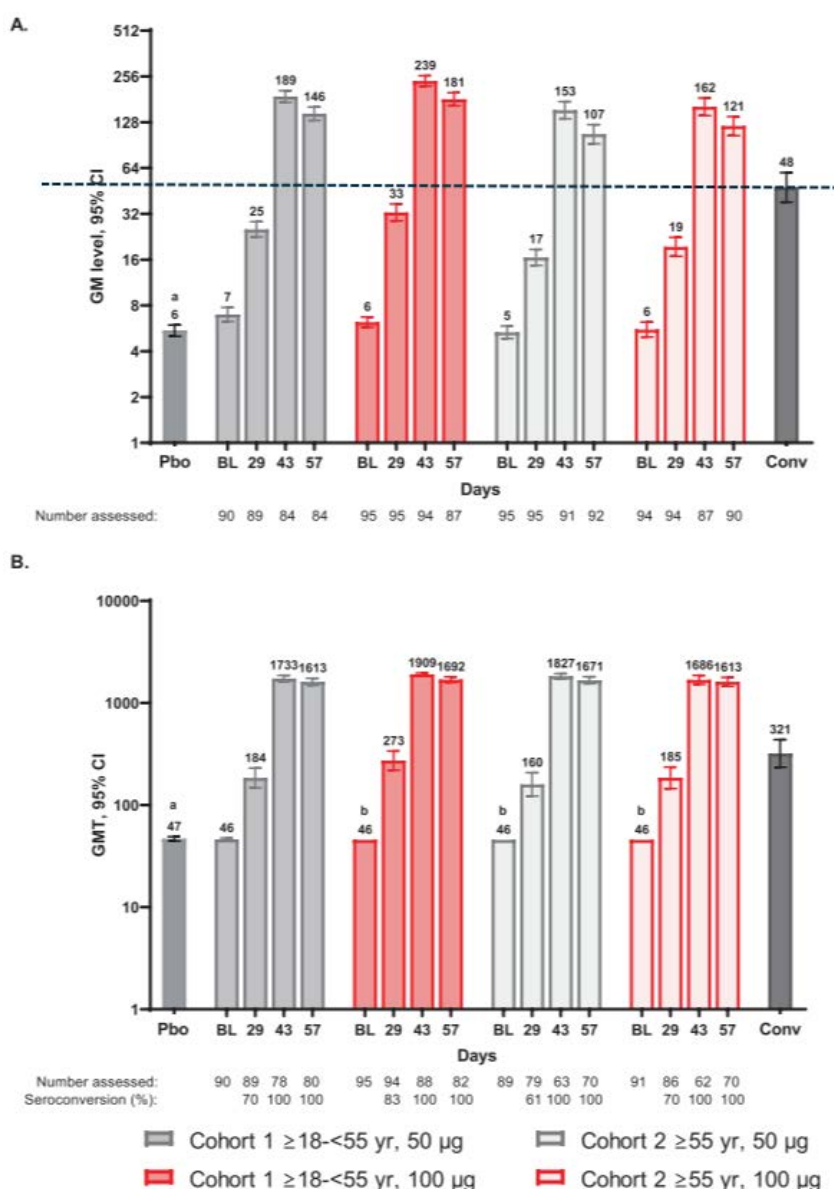 A.
512
256
128
64
32
16
8
4
2
1
GM level, 95% CI
a
6
7
25
189
146
6
33
239
181
5
17
153
107
6
19
162
121
48
Pbo BL 29 43 57 BL 29 43 57 BL 29 43 57 BL 29 43 57 Conv
Days
Number assessed: 90 89 84 84 95 95 94 87 95 95 91 92 94 94 87 90
B.
10000
1000
100
10
1
GMT, 95% CI
a
47
46
184
1733
1613
b
46
273
1909
1692
b
46
160
1827
1671
b
46
185
1686
1613
321
Pbo BL 29 43 57 BL 29 43 57 BL 29 43 57 BL 29 43 57 Conv
Days
Number assessed: 90 89 78 80 95 94 88 82 89 79 63 70 91 86 62 70
Seroconversion (%): 70 100 100 83 100 100 61 100 100 70 100 100
Cohort 1 ≥18-<55 yr, 50 µg
Cohort 2 ≥55 yr, 50 µg
Cohort 1 ≥18-<55 yr, 100 µg
Cohort 2 ≥55 yr, 100 µg